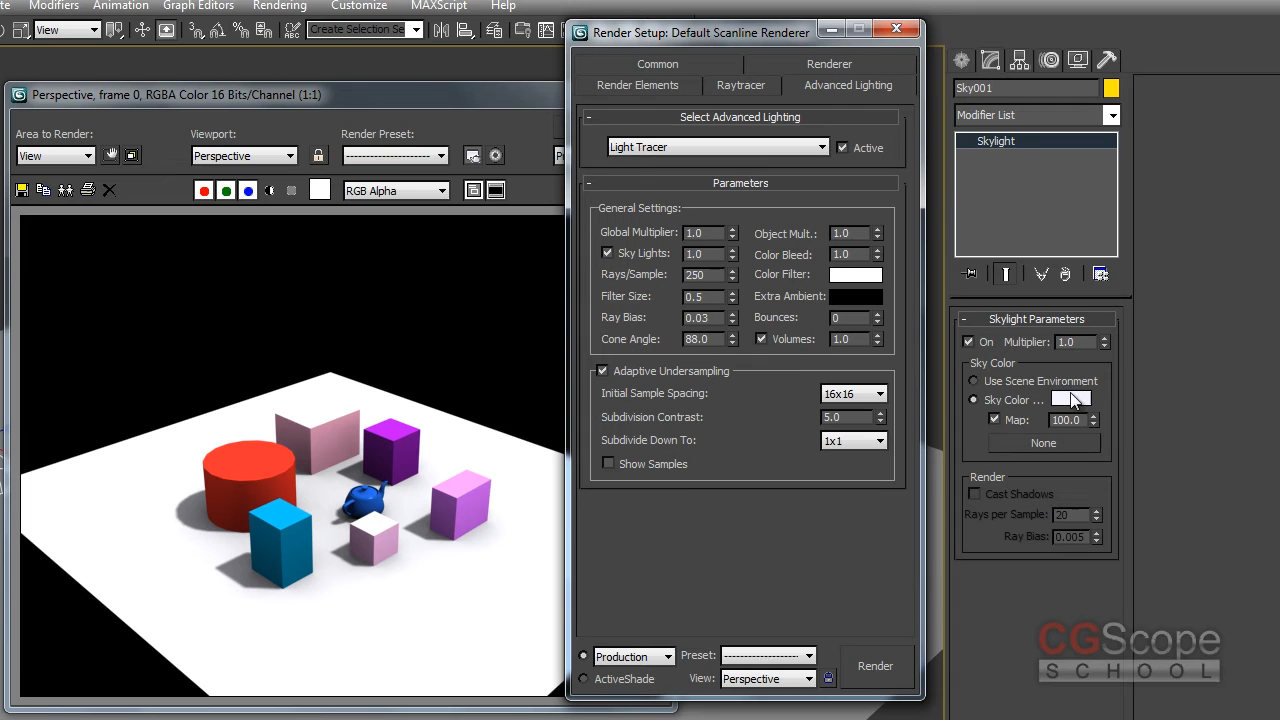 te Modifiers Animation Graph Editors Rendering Customize MAXScript Help
View
Create Selection Se
Render Setup: Default Scanline Renderer
Common
Renderer
Render Elements
Raytracer
Advanced Lighting
- Select Advanced Lighting
Light Tracer
Active
- Parameters
General Settings:
Global Multiplier: 1.0
Object Mult.: 1.0
Sky Lights: 1.0
Color Bleed: 1.0
Rays/Sample: 250
Color Filter:
Filter Size: 0.5
Extra Ambient:
Ray Bias: 0.03
Bounces: 0
Cone Angle: 88.0
Volumes: 1.0
Adaptive Undersampling
Initial Sample Spacing: 16x16
Subdivision Contrast: 5.0
Subdivide Down To: 1x1
Show Samples
Production
Preset: --------------------
ActiveShade
View: Perspective
Render
Perspective, frame 0, RGBA Color 16 Bits/Channel (1:1)
Area to Render:
Viewport:
Render Preset:
View
Perspective
--------------------
RGB Alpha
Sky001
Modifier List
Skylight
- Skylight Parameters
On Multiplier: 1.0
Sky Color
Use Scene Environment
Sky Color ...
Map: 100.0
None
Render
Cast Shadows
Rays per Sample: 20
Ray Bias: 0.005
CGScope
SCHOOL